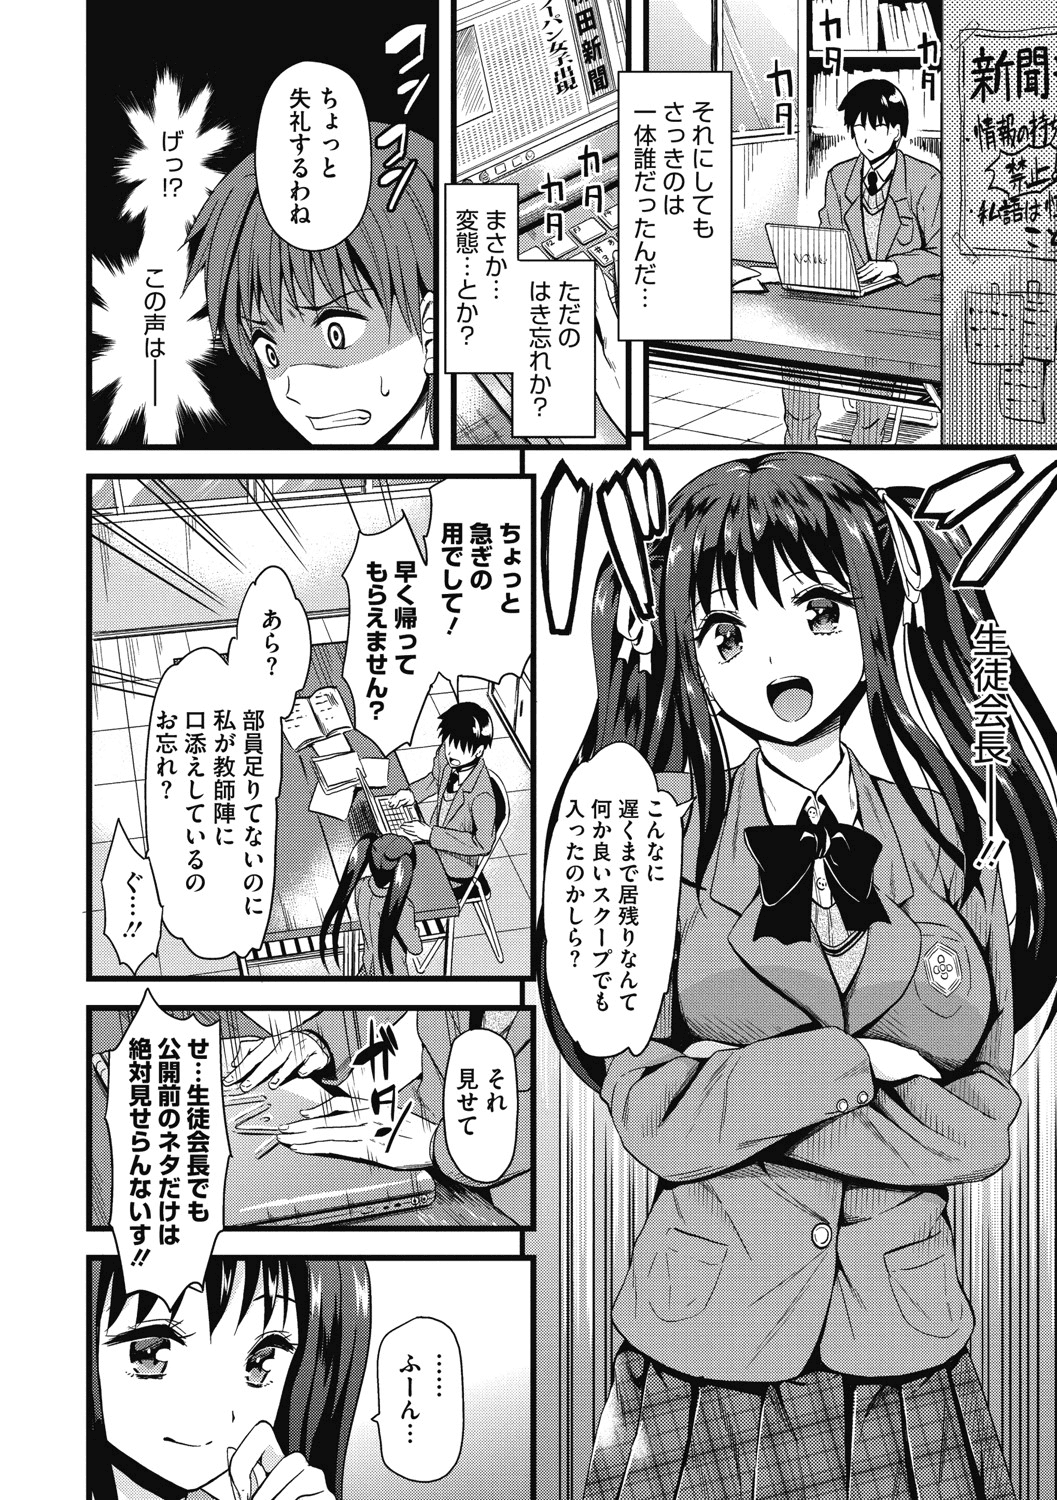 新聞
・情報の持
禁止
・私語は
カタ
カタ
カタ
カタ
それにしても
さっきのは
一体誰だったんだ…
田新聞
イパン女子出現
ただの
はき忘れか?
まさか…
変態…とか?
ちょっと
失礼するわね
げっ!?
この声は──
生徒会長──!!
こんなに
遅くまで居残りなんて
何か良いスクープでも
入ったのかしら?
ちょっと
急ぎの
用でして!
早く帰って
もらえません?
あら?
部員足りてないのに
私が教師陣に
口添えしているの
お忘れ?
ぐ…!!
それ
見せて
せ…生徒会長でも
公開前のネタだけは
絶対見せらんないす!!
……
ふーん…